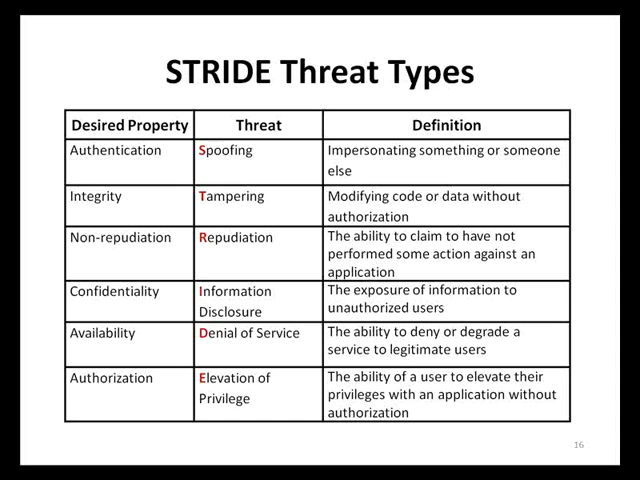 STRIDE Threat Types
Desired Property Threat Definition
Authentication Spoofing Impersonating something or someone
else
Integrity Tampering Modifying code or data without
authorization
Non-repudiation Repudiation The ability to claim to have not
performed some action against an
application
Confidentiality Information The exposure of information to
Disclosure unauthorized users
Availability Denial of Service The ability to deny or degrade a
service to legitimate users
Authorization Elevation of The ability of a user to elevate their
Privilege privileges with an application without
authorization
16